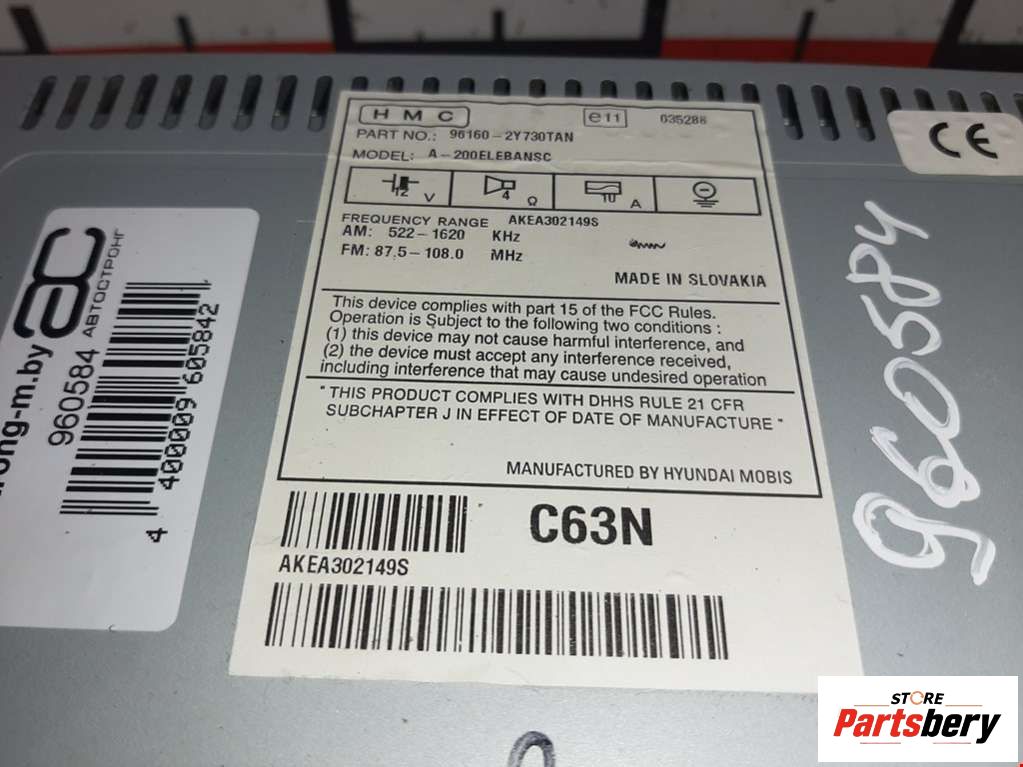 HMC
e11
035288
PART NO.: 96160-2Y730TAN
MODEL: A-200ELEBANSC
12 V
4 Ω
10 A
FREQUENCY RANGE AKEA302149S
AM: 522-1620 KHz
FM: 87.5-108.0 MHz
MADE IN SLOVAKIA
This device complies with part 15 of the FCC Rules.
Operation is Subject to the following two conditions :
(1) this device may not cause harmful interference, and
(2) the device must accept any interference received,
including interference that may cause undesired operation
" THIS PRODUCT COMPLIES WITH DHHS RULE 21 CFR
SUBCHAPTER J IN EFFECT OF DATE OF MANUFACTURE "
MANUFACTURED BY HYUNDAI MOBIS
C63N
AKEA302149S
CE
ac
АВТОСТРОНГ
rong-m.by
960584
4 400009 605842
960584
STORE
Partsbery